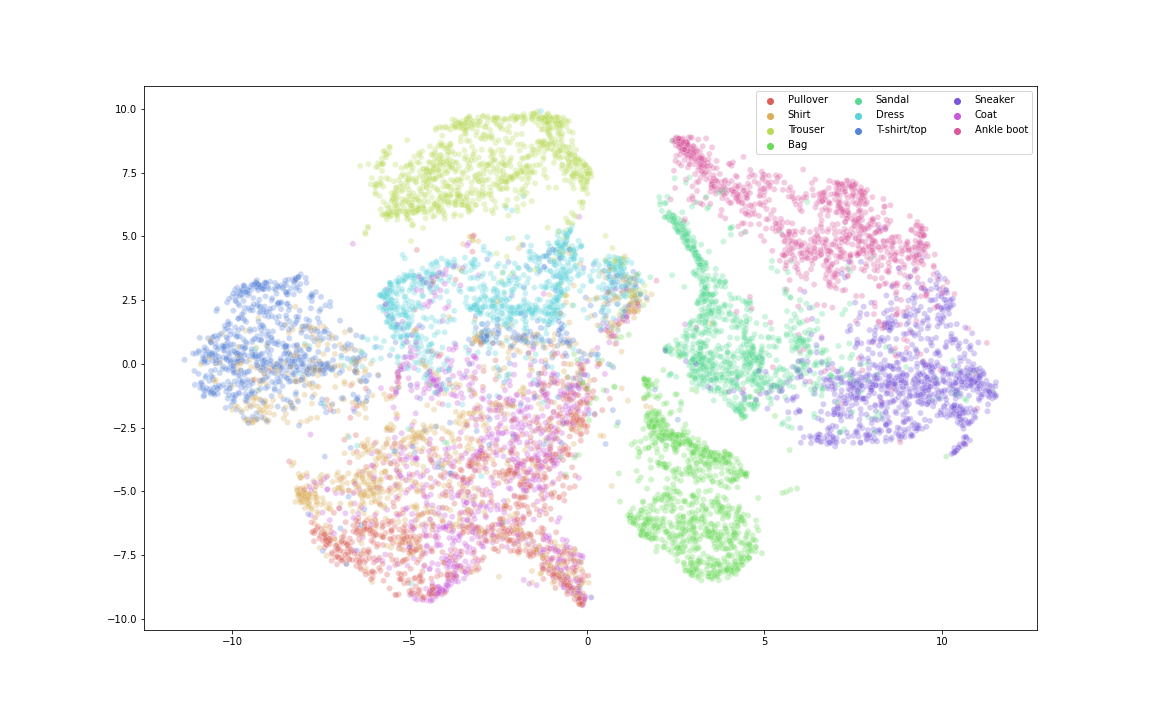 Pullover Sandal Sneaker
Shirt Dress Coat
Trouser T-shirt/top Ankle boot
Bag
10.0
7.5
5.0
2.5
0.0
−2.5
−5.0
−7.5
−10.0
−10 −5 0 5 10